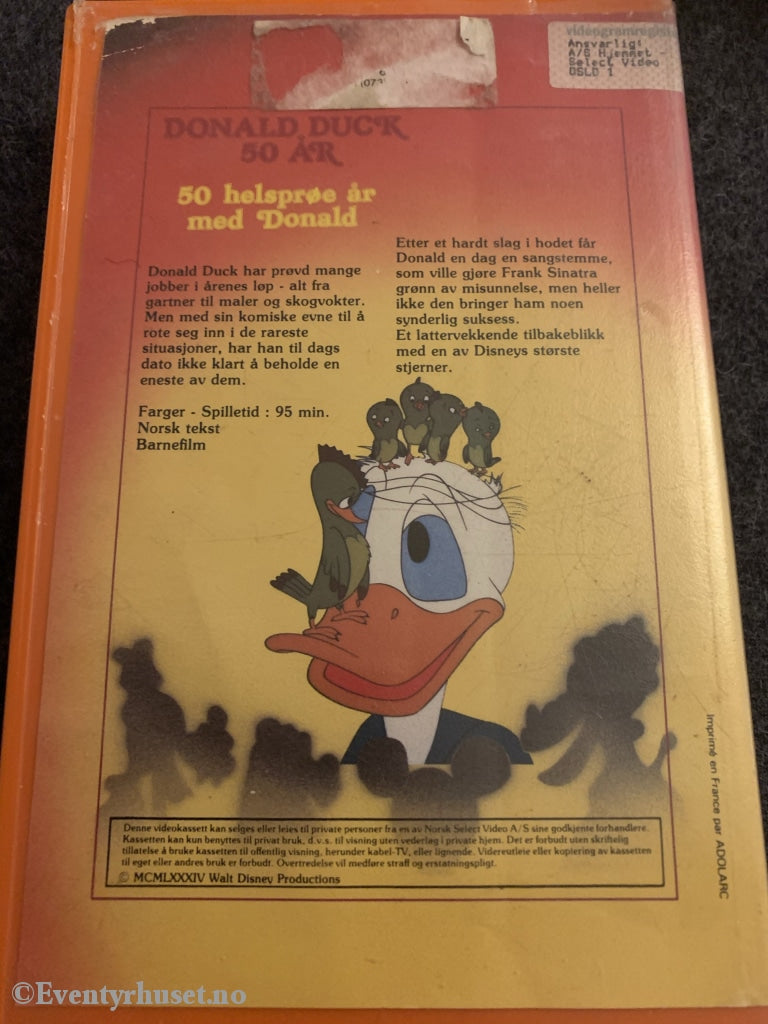 videogramregist
Ansvarlig:
A/S Hjemmet -
Select Video
OSLO 1
DONALD DUCK
50 ÅR
50 helsprøe år
med Donald
Donald Duck har prøvd mange
jobber i årenes løp - alt fra
gartner til maler og skogvokter.
Men med sin komiske evne til å
rote seg inn i de rareste
situasjoner, har han til dags
dato ikke klart å beholde en
eneste av dem.
Farger - Spilletid : 95 min.
Norsk tekst
Barnefilm
Etter et hardt slag i hodet får
Donald en dag en sangstemme,
som ville gjøre Frank Sinatra
grønn av misunnelse, men heller
ikke den bringer ham noen
synderlig suksess.
Et lattervekkende tilbakeblikk
med en av Disneys største
stjerner.
Imprimé en France par ADOLARC
Denne videokassett kan selges eller leies til private personer fra en av Norsk Select Video A/S sine godkjente forhandlere.
Kassetten kan kun benyttes til privat bruk, d.v.s. til visning uten vederlag i private hjem. Det er forbudt uten skriftlig
tillatelse å bruke kassetten til offentlig visning, herunder kabel-TV, eller lignende. Videreutleie eller kopiering av kassetten
til eget eller andres bruk er forbudt. Overtredelse vil medføre straff og erstatningspligt.
© MCMLXXXIV Walt Disney Productions
©Eventyrhuset.no